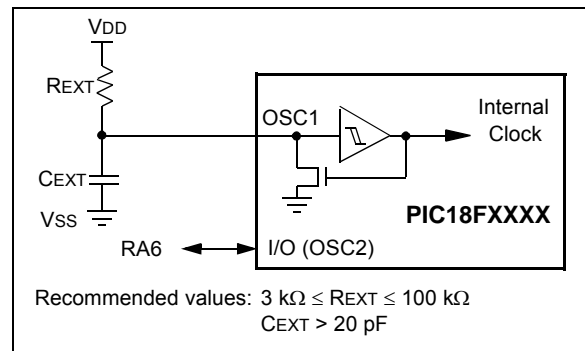 VDD
REXT
OSC1
Internal
Clock
CEXT
VSS
PIC18FXXXX
RA6
I/O (OSC2)
Recommended values: 3 kΩ ≤ REXT ≤ 100 kΩ
CEXT > 20 pF